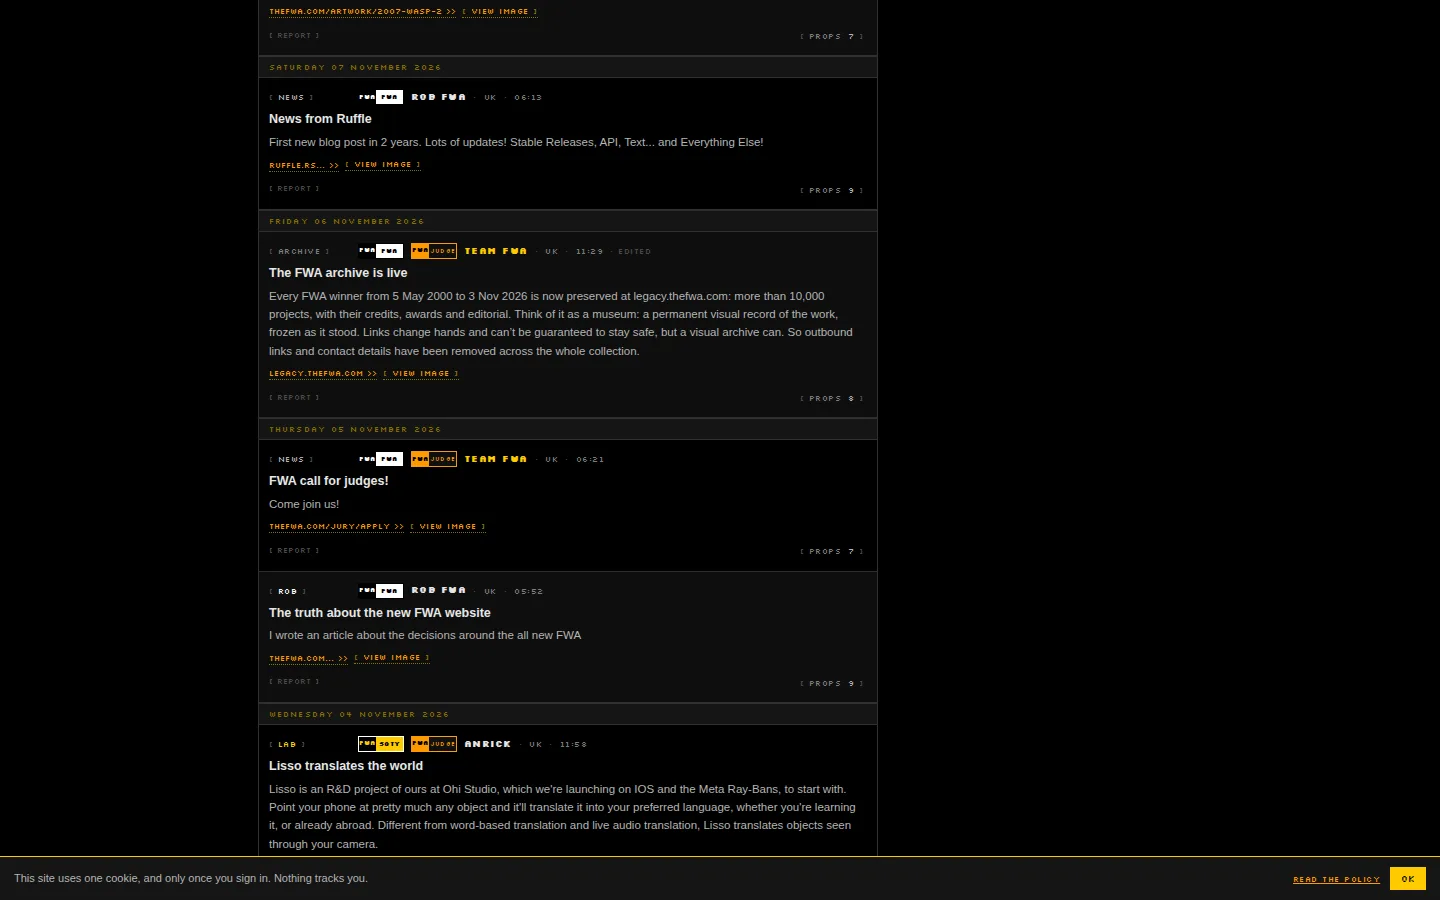 THEFWA.COM/ARTWORK/2007-WASP-2 >> [ VIEW IMAGE ]
[ REPORT ] [ PROPS 7 ]
SATURDAY 07 NOVEMBER 2026
[ NEWS ] FWA FWA ROB FWA · UK · 06:13
News from Ruffle
First new blog post in 2 years. Lots of updates! Stable Releases, API, Text... and Everything Else!
RUFFLE.RS... >> [ VIEW IMAGE ]
[ REPORT ] [ PROPS 9 ]
FRIDAY 06 NOVEMBER 2026
[ ARCHIVE ] FWA FWA FWA JUDGE TEAM FWA · UK · 11:29 · EDITED
The FWA archive is live
Every FWA winner from 5 May 2000 to 3 Nov 2026 is now preserved at legacy.thefwa.com: more than 10,000
projects, with their credits, awards and editorial. Think of it as a museum: a permanent visual record of the work,
frozen as it stood. Links change hands and can't be guaranteed to stay safe, but a visual archive can. So outbound
links and contact details have been removed across the whole collection.
LEGACY.THEFWA.COM >> [ VIEW IMAGE ]
[ REPORT ] [ PROPS 8 ]
THURSDAY 05 NOVEMBER 2026
[ NEWS ] FWA FWA FWA JUDGE TEAM FWA · UK · 06:21
FWA call for judges!
Come join us!
THEFWA.COM/JURY/APPLY >> [ VIEW IMAGE ]
[ REPORT ] [ PROPS 7 ]
[ ROB ] FWA FWA ROB FWA · UK · 05:52
The truth about the new FWA website
I wrote an article about the decisions around the all new FWA
THEFWA.COM... >> [ VIEW IMAGE ]
[ REPORT ] [ PROPS 9 ]
WEDNESDAY 04 NOVEMBER 2026
[ LAB ] FWA SOTY FWA JUDGE ANRICK · UK · 11:58
Lisso translates the world
Lisso is an R&D project of ours at Ohi Studio, which we're launching on IOS and the Meta Ray-Bans, to start with.
Point your phone at pretty much any object and it'll translate it into your preferred language, whether you're learning
it, or already abroad. Different from word-based translation and live audio translation, Lisso translates objects seen
through your camera.
This site uses one cookie, and only once you sign in. Nothing tracks you. READ THE POLICY OK